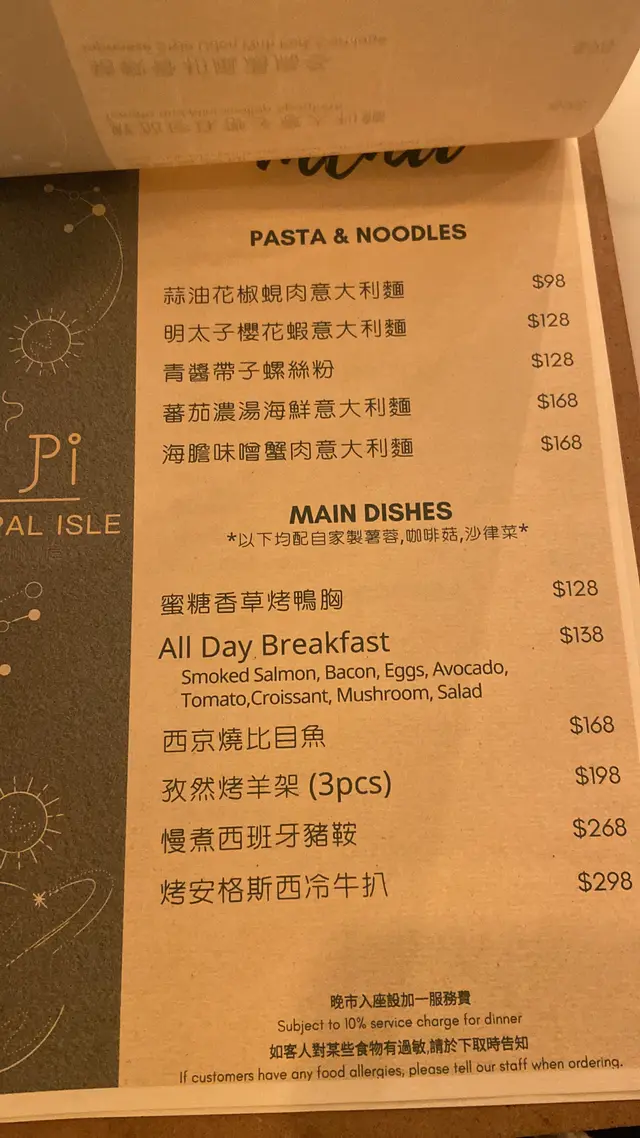 menu
PASTA & NOODLES
蒜油花椒蜆肉意大利麵 $98
明太子櫻花蝦意大利麵 $128
青醬帶子螺絲粉 $128
蕃茄濃湯海鮮意大利麵 $168
海膽味噌蟹肉意大利麵 $168
Pi
PAL ISLE
MAIN DISHES
*以下均配自家製薯蓉,咖啡菇,沙律菜*
蜜糖香草烤鴨胸 $128
All Day Breakfast $138
Smoked Salmon, Bacon, Eggs, Avocado,
Tomato,Croissant, Mushroom, Salad
西京燒比目魚 $168
孜然烤羊架 (3pcs) $198
慢煮西班牙豬鞍 $268
烤安格斯西冷牛扒 $298
晚市入座設加一服務費
Subject to 10% service charge for dinner
如客人對某些食物有過敏,請於下取時告知
If customers have any food allergies, please tell our staff when ordering.